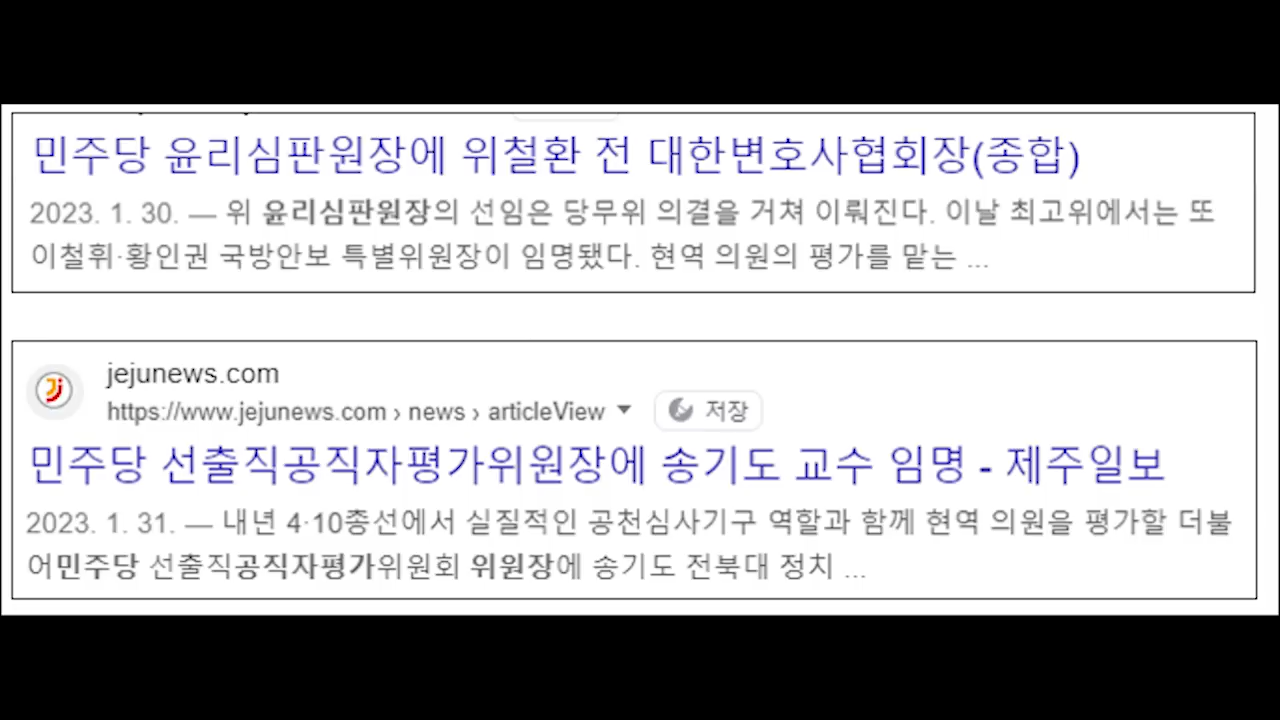 민주당 윤리심판원장에 위철환 전 대한변호사협회장(종합)
2023. 1. 30. — 위 윤리심판원장의 선임은 당무위 의결을 거쳐 이뤄진다. 이날 최고위에서는 또
이철휘·황인권 국방안보 특별위원장이 임명됐다. 현역 의원의 평가를 맡는 ...
jejunews.com
https://www.jejunews.com › news › articleView
저장
민주당 선출직공직자평가위원장에 송기도 교수 임명 - 제주일보
2023. 1. 31. — 내년 4·10총선에서 실질적인 공천심사기구 역할과 함께 현역 의원을 평가할 더불
어민주당 선출직공직자평가위원회 위원장에 송기도 전북대 정치 ...